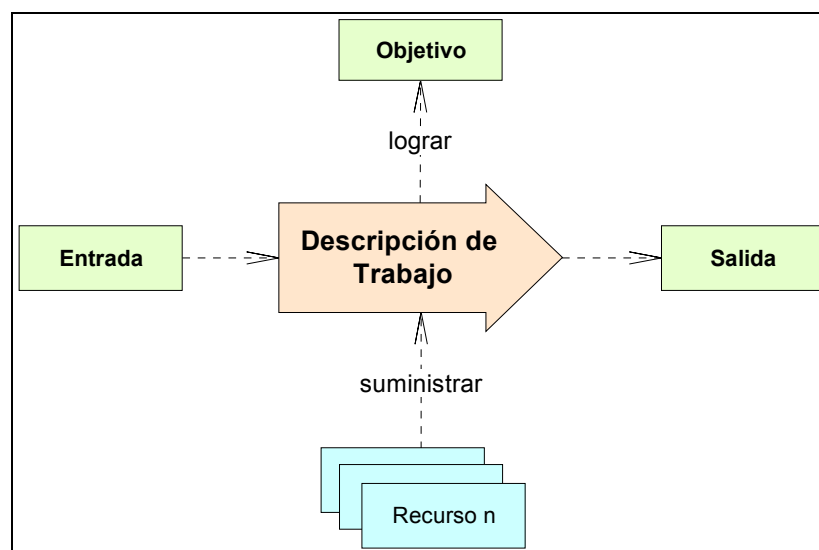 Objetivo
lograr
Entrada
Descripción de
Trabajo
Salida
suministrar
Recurso n